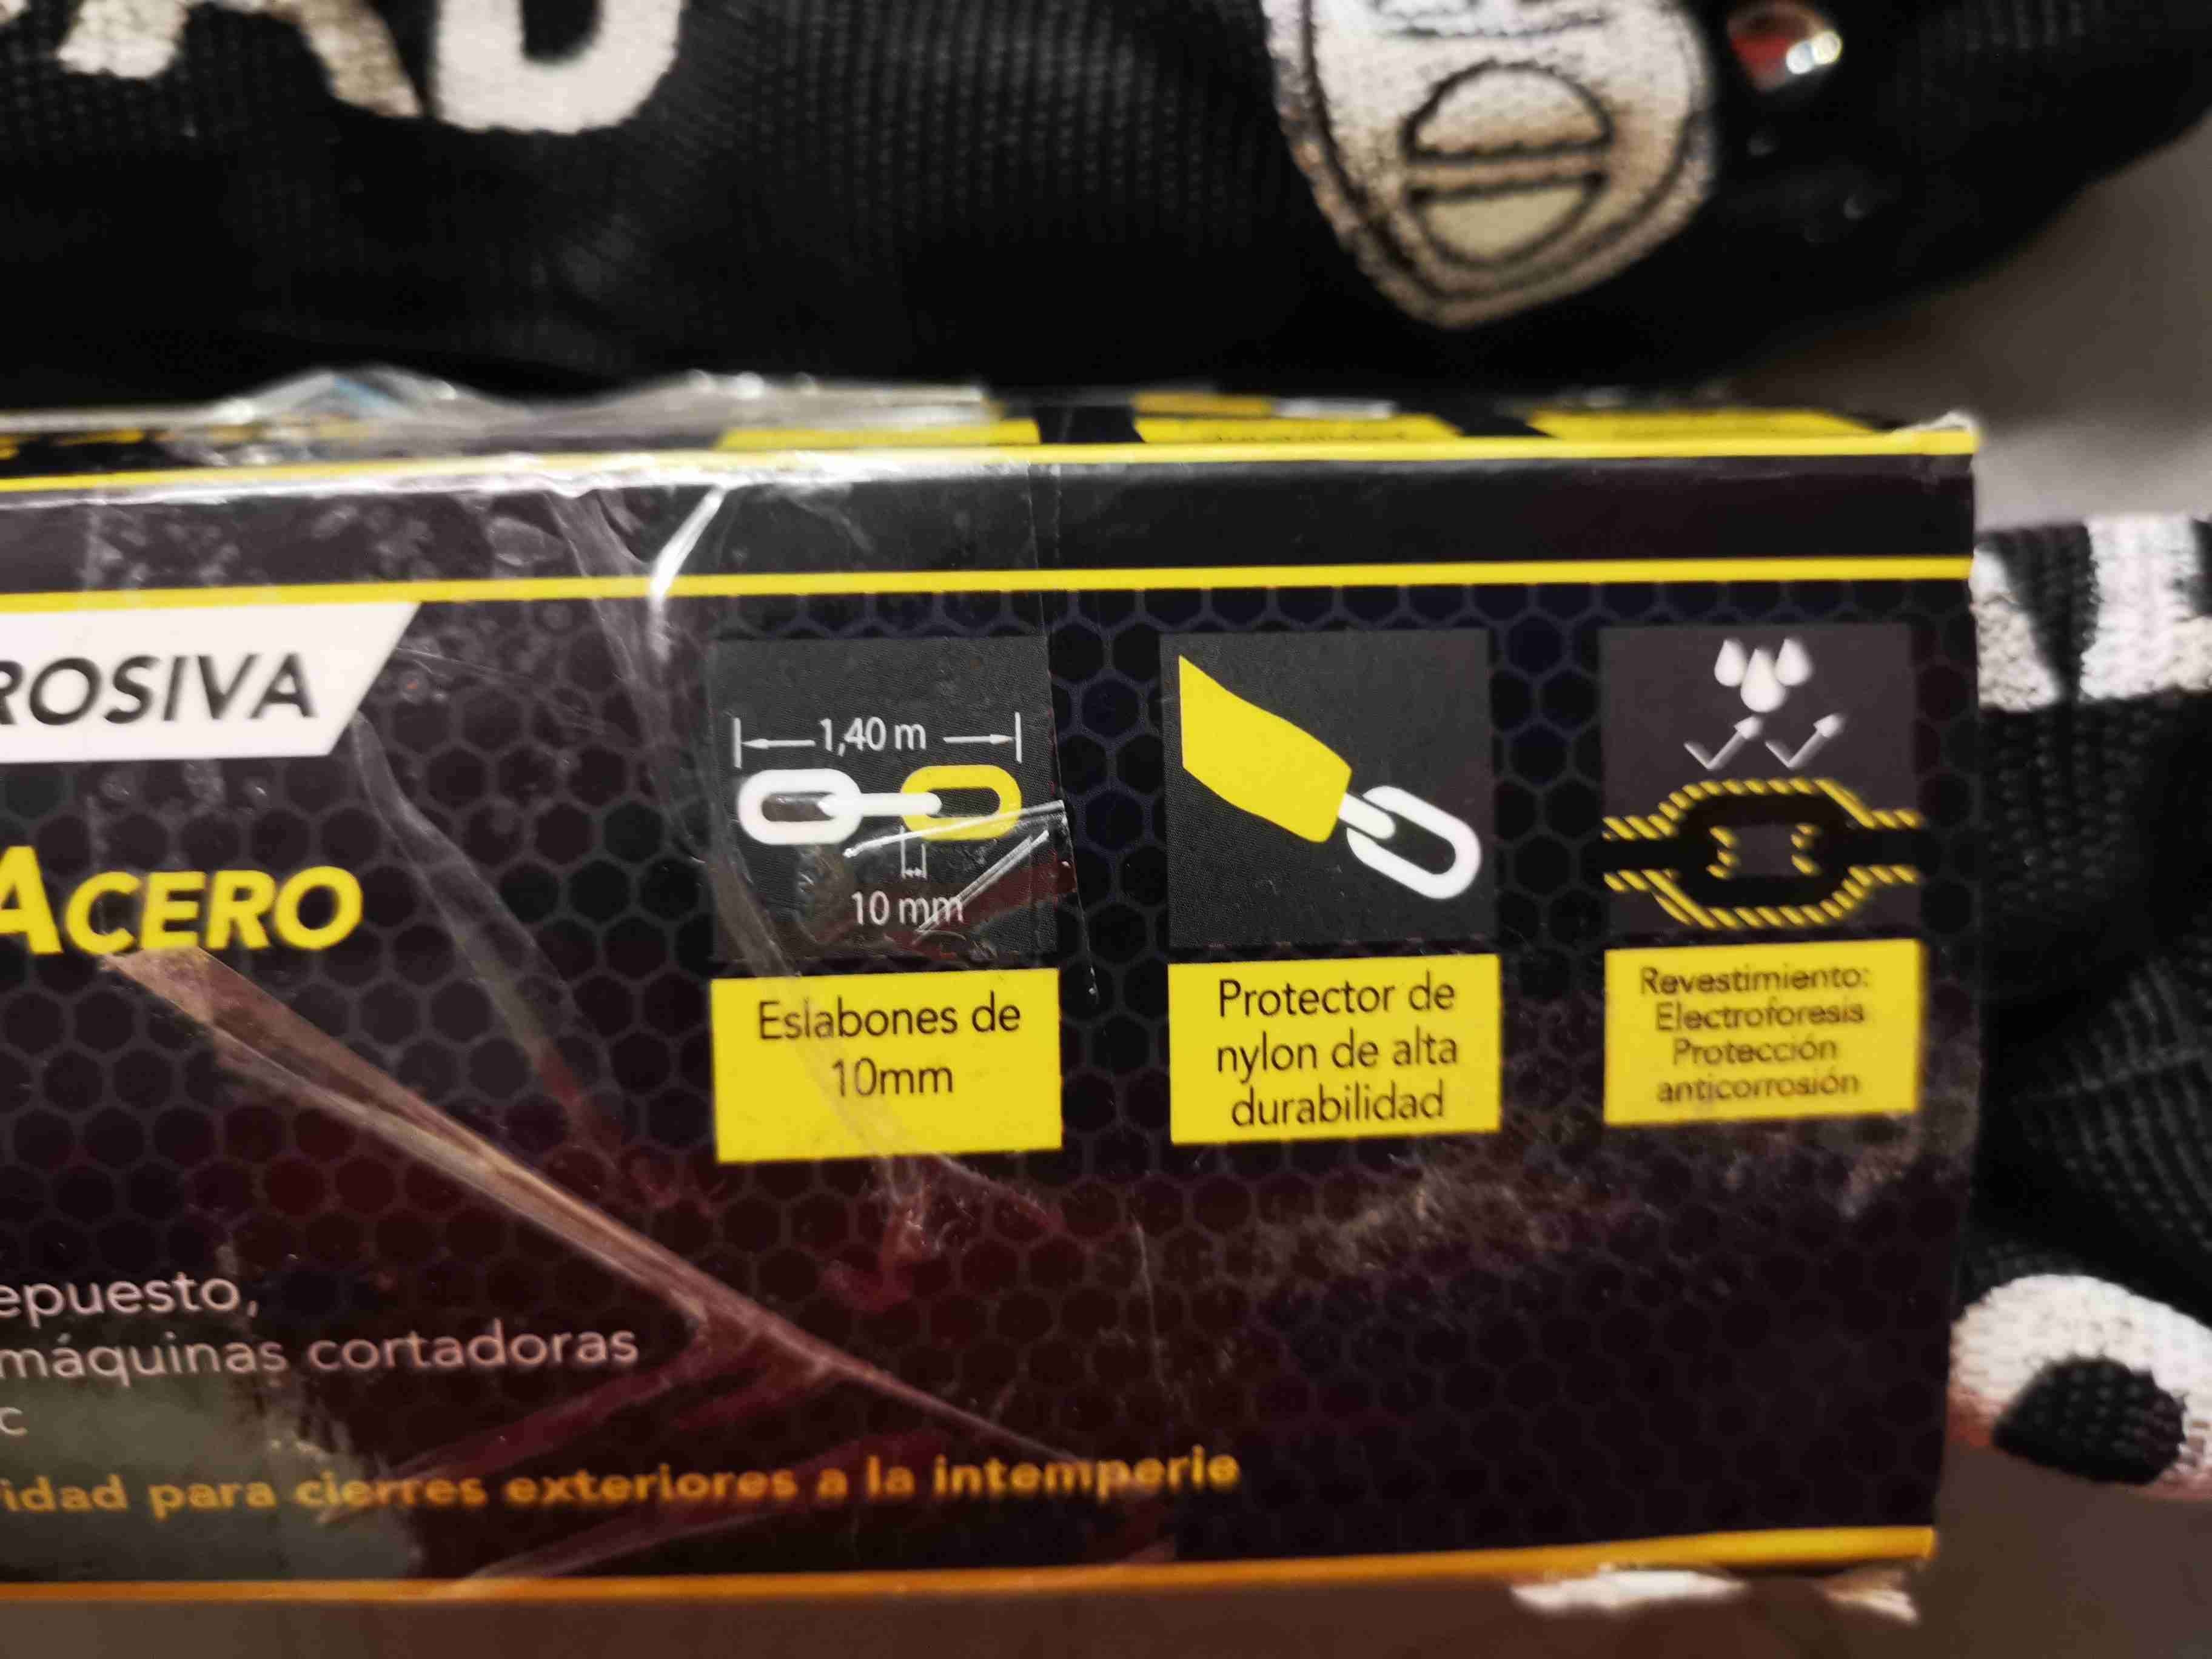 ROSIVA
ACERO
1,40 m
10 mm
Eslabones de
10mm
Protector de
nylon de alta
durabilidad
Revestimiento:
Electroforesis
Protección
anticorrosión
epuesto,
máquinas cortadoras
c
idad para cierres exteriores a la intemperie